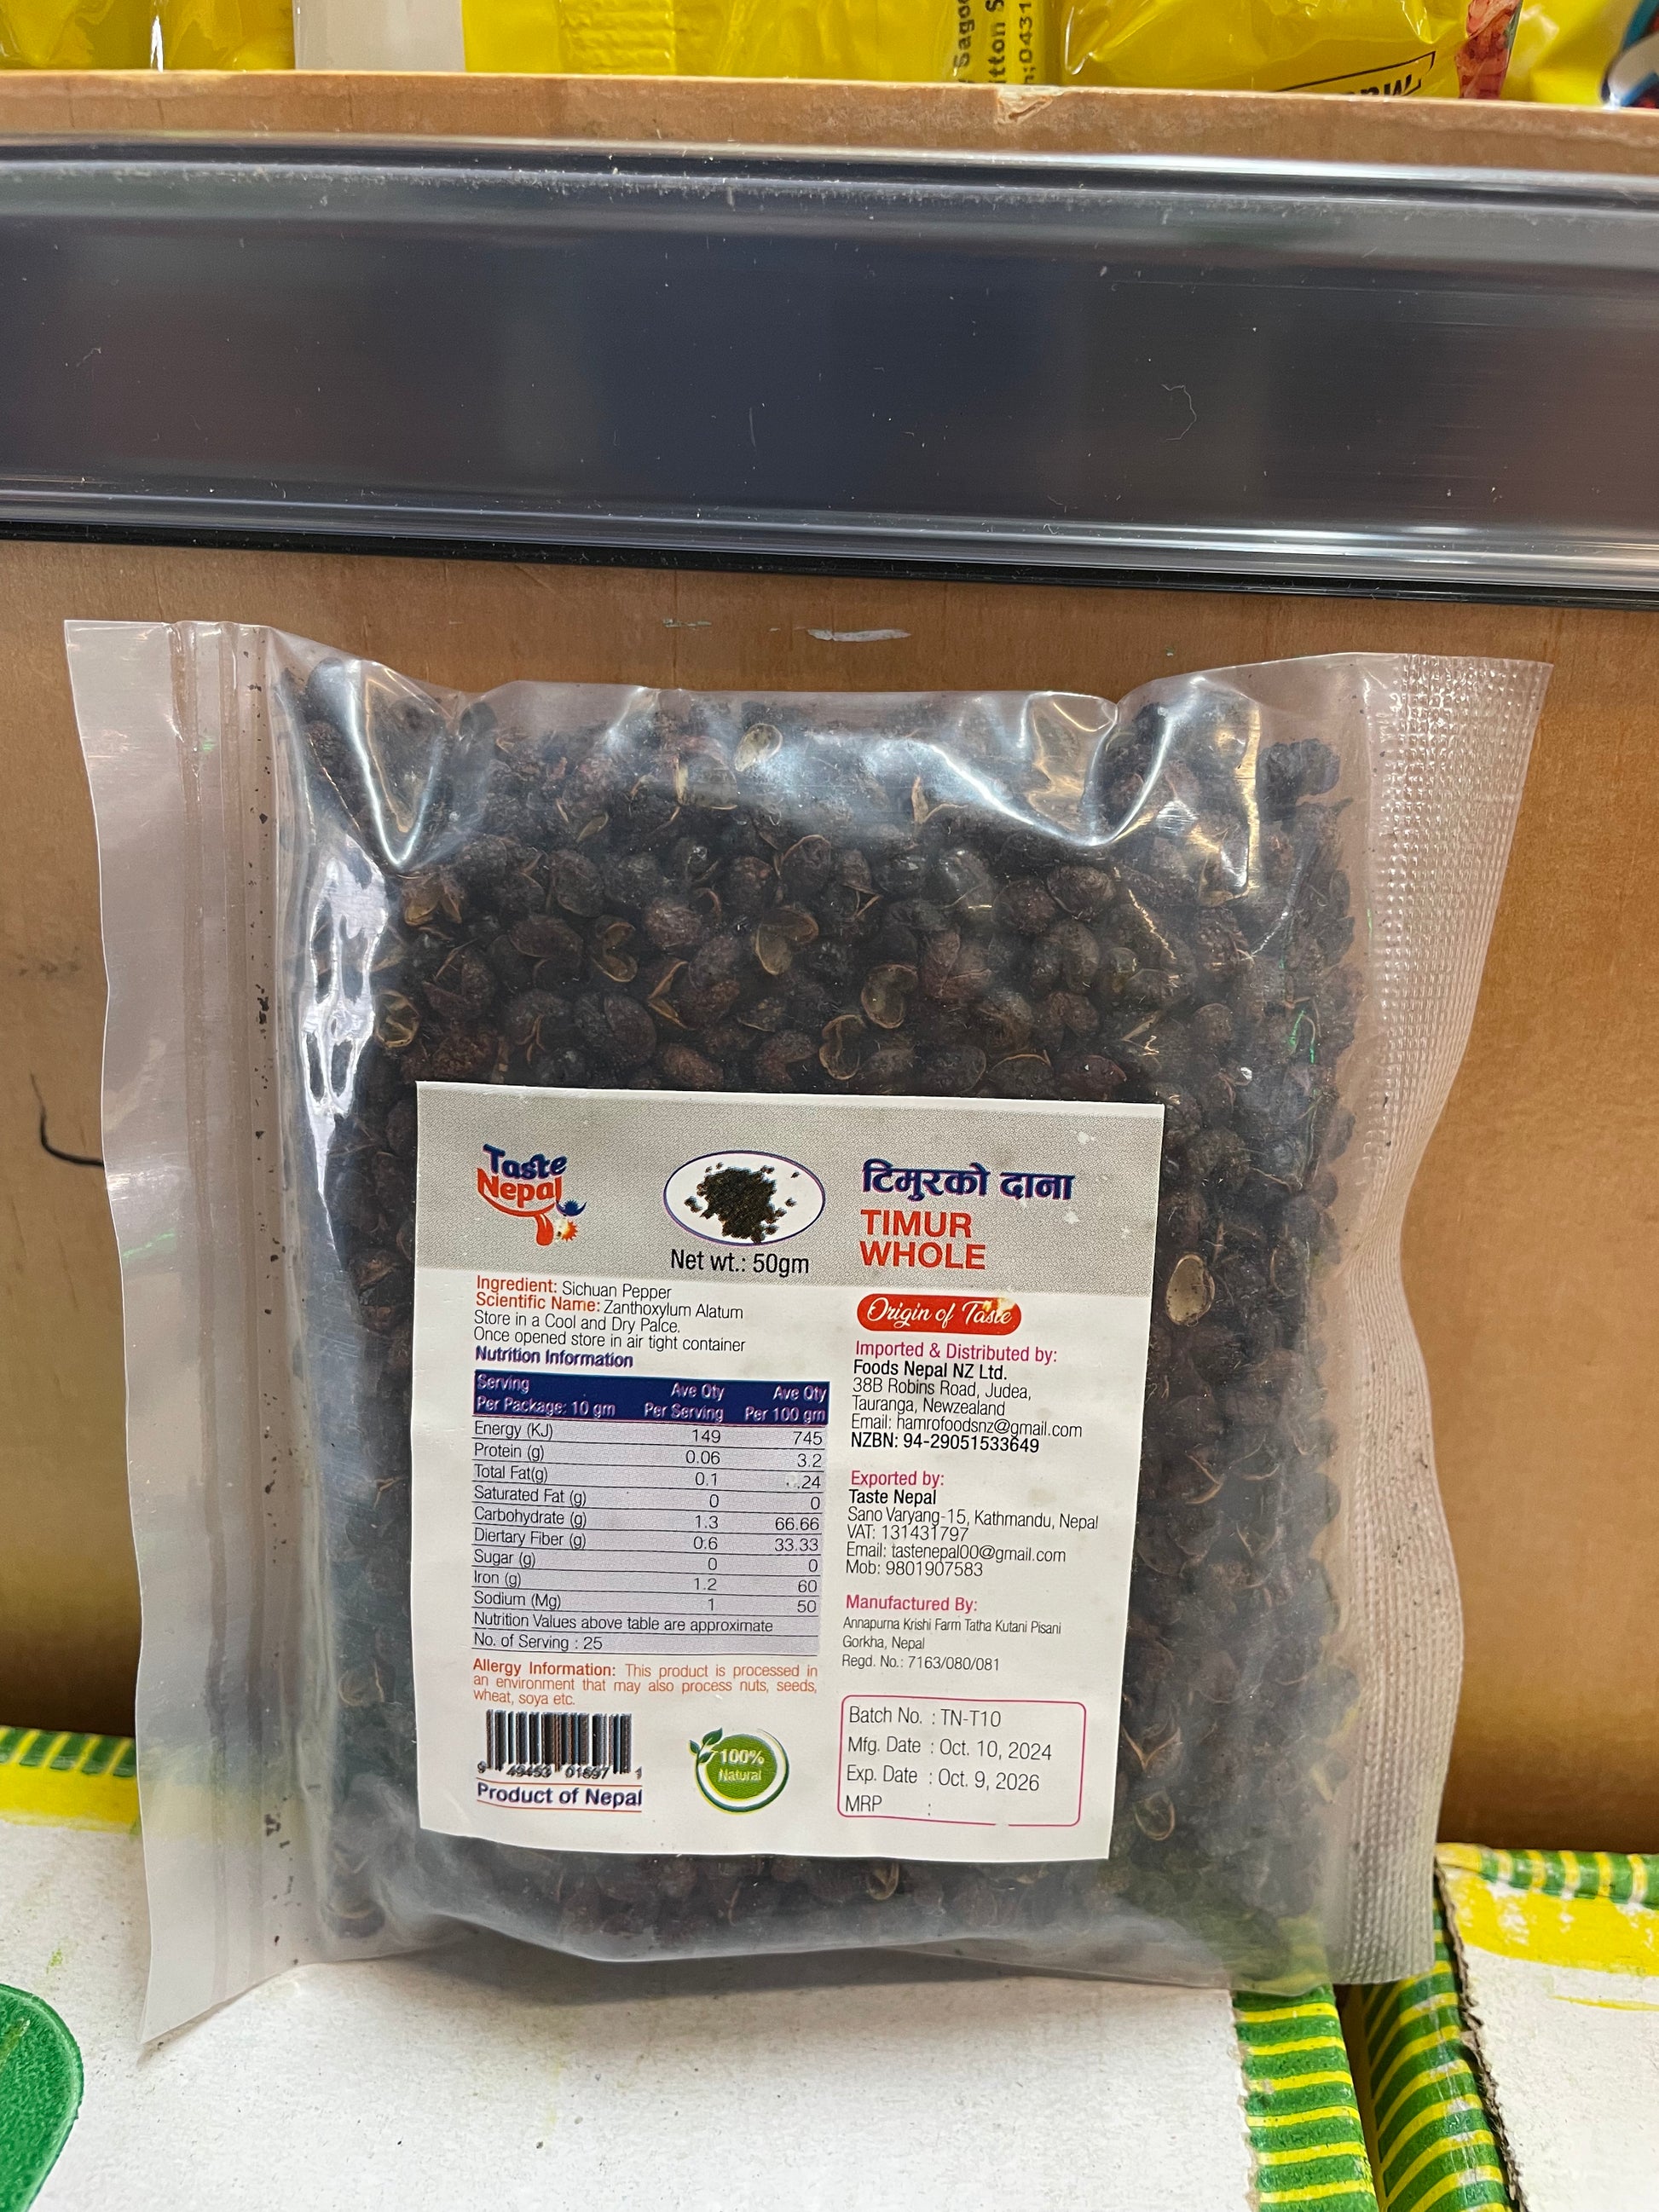 Sago
itton S
n;0431
Taste
Nepal
Net wt.: 50gm
टिमुरको दाना
TIMUR
WHOLE
Ingredient: Sichuan Pepper
Scientific Name: Zanthoxylum Alatum
Store in a Cool and Dry Palce.
Once opened store in air tight container
Nutrition Information
Serving Ave Qty Ave Qty
Per Package: 10 gm Per Serving Per 100 gm
Energy (KJ) 149 745
Protein (g) 0.06 3.2
Total Fat(g) 0.1 .24
Saturated Fat (g) 0 0
Carbohydrate (g) 1.3 66.66
Diertary Fiber (g) 0.6 33.33
Sugar (g) 0 0
Iron (g) 1.2 60
Sodium (Mg) 1 50
Nutrition Values above table are approximate
No. of Serving : 25
Allergy Information: This product is processed in
an environment that may also process nuts, seeds,
wheat, soya etc.
9 49453 01697 1
Product of Nepal
100%
Natural
Origin of Taste
Imported & Distributed by:
Foods Nepal NZ Ltd.
38B Robins Road, Judea,
Tauranga, Newzealand
Email: hamrofoodsnz@gmail.com
NZBN: 94-29051533649
Exported by:
Taste Nepal
Sano Varyang-15, Kathmandu, Nepal
VAT: 131431797
Email: tastenepal00@gmail.com
Mob: 9801907583
Manufactured By:
Annapurna Krishi Farm Tatha Kutani Pisani
Gorkha, Nepal
Regd. No.: 7163/080/081
Batch No. : TN-T10
Mfg. Date : Oct. 10, 2024
Exp. Date : Oct. 9, 2026
MRP :